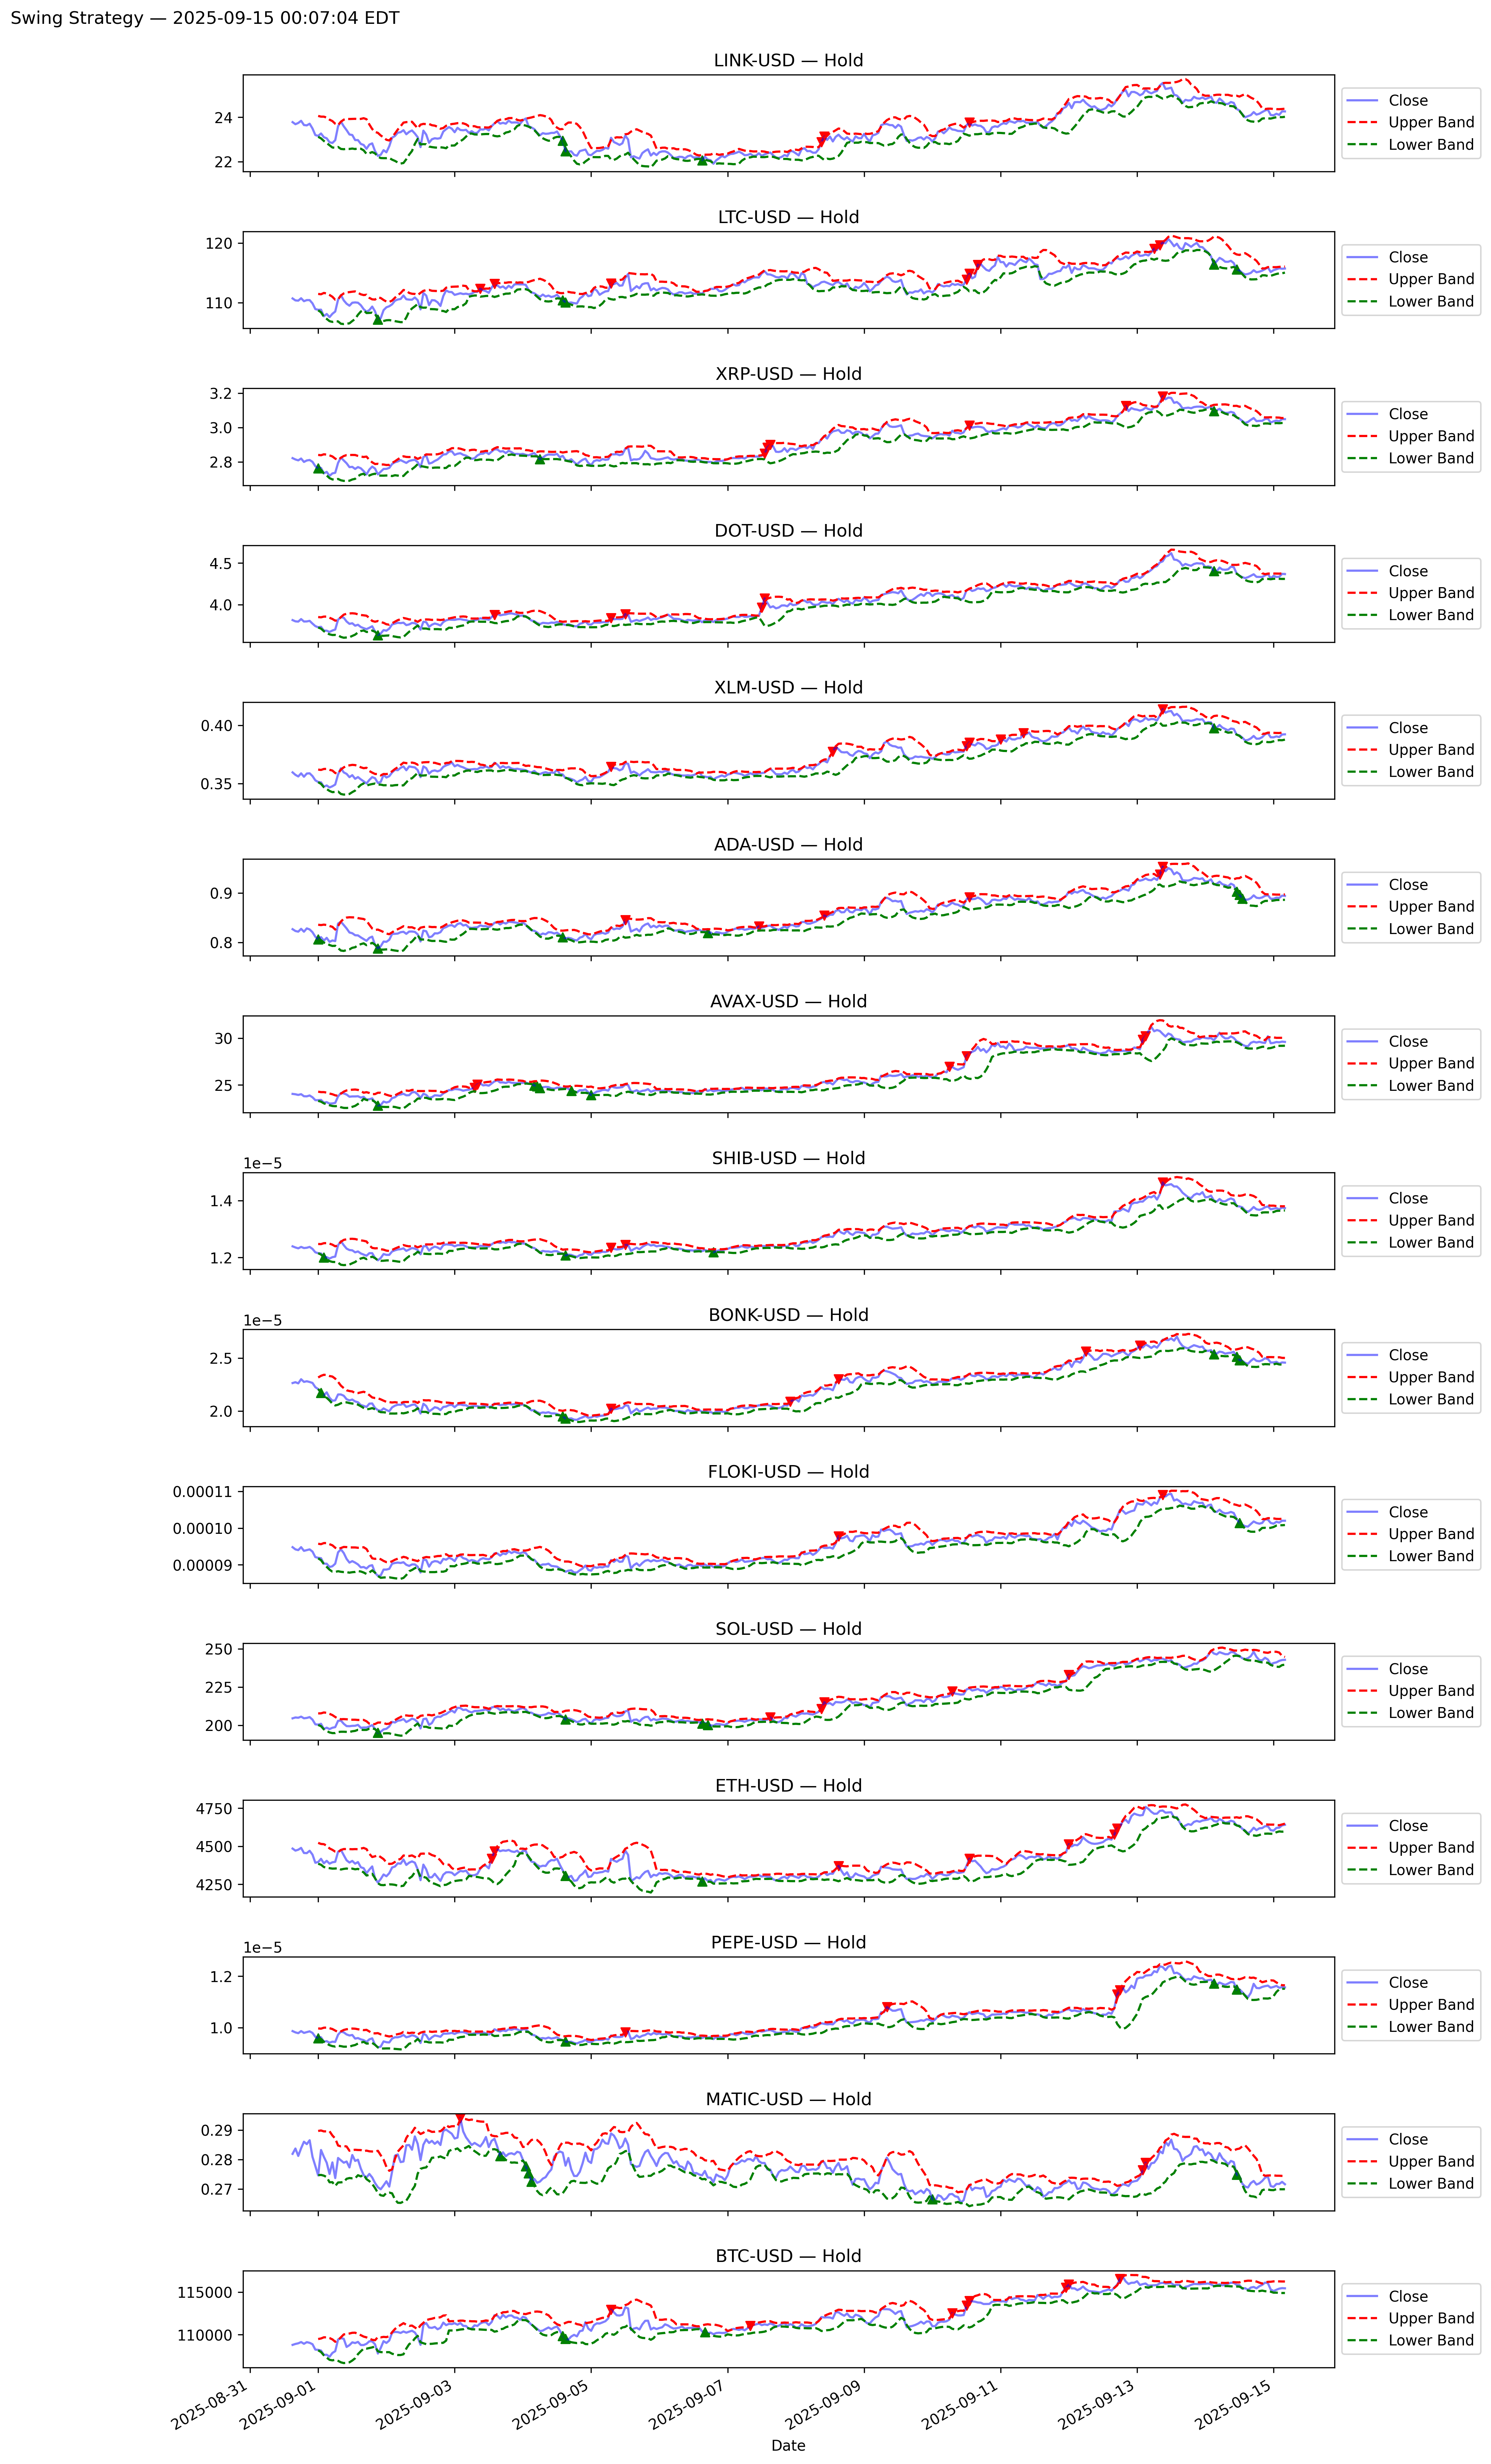 Swing Strategy — 2025-09-15 00:07:04 EDT
LINK-USD — Hold
24
22
Close
Upper Band
Lower Band
LTC-USD — Hold
120
110
Close
Upper Band
Lower Band
XRP-USD — Hold
3.2
3.0
2.8
Close
Upper Band
Lower Band
DOT-USD — Hold
4.5
4.0
Close
Upper Band
Lower Band
XLM-USD — Hold
0.40
0.35
Close
Upper Band
Lower Band
ADA-USD — Hold
0.9
0.8
Close
Upper Band
Lower Band
AVAX-USD — Hold
30
25
Close
Upper Band
Lower Band
SHIB-USD — Hold
1e−5
1.4
1.2
Close
Upper Band
Lower Band
BONK-USD — Hold
1e−5
2.5
2.0
Close
Upper Band
Lower Band
FLOKI-USD — Hold
0.00011
0.00010
0.00009
Close
Upper Band
Lower Band
SOL-USD — Hold
250
225
200
Close
Upper Band
Lower Band
ETH-USD — Hold
4750
4500
4250
Close
Upper Band
Lower Band
PEPE-USD — Hold
1e−5
1.2
1.0
Close
Upper Band
Lower Band
MATIC-USD — Hold
0.29
0.28
0.27
Close
Upper Band
Lower Band
BTC-USD — Hold
115000
110000
Close
Upper Band
Lower Band
2025-08-31
2025-09-01
2025-09-03
2025-09-05
2025-09-07
2025-09-09
2025-09-11
2025-09-13
2025-09-15
Date